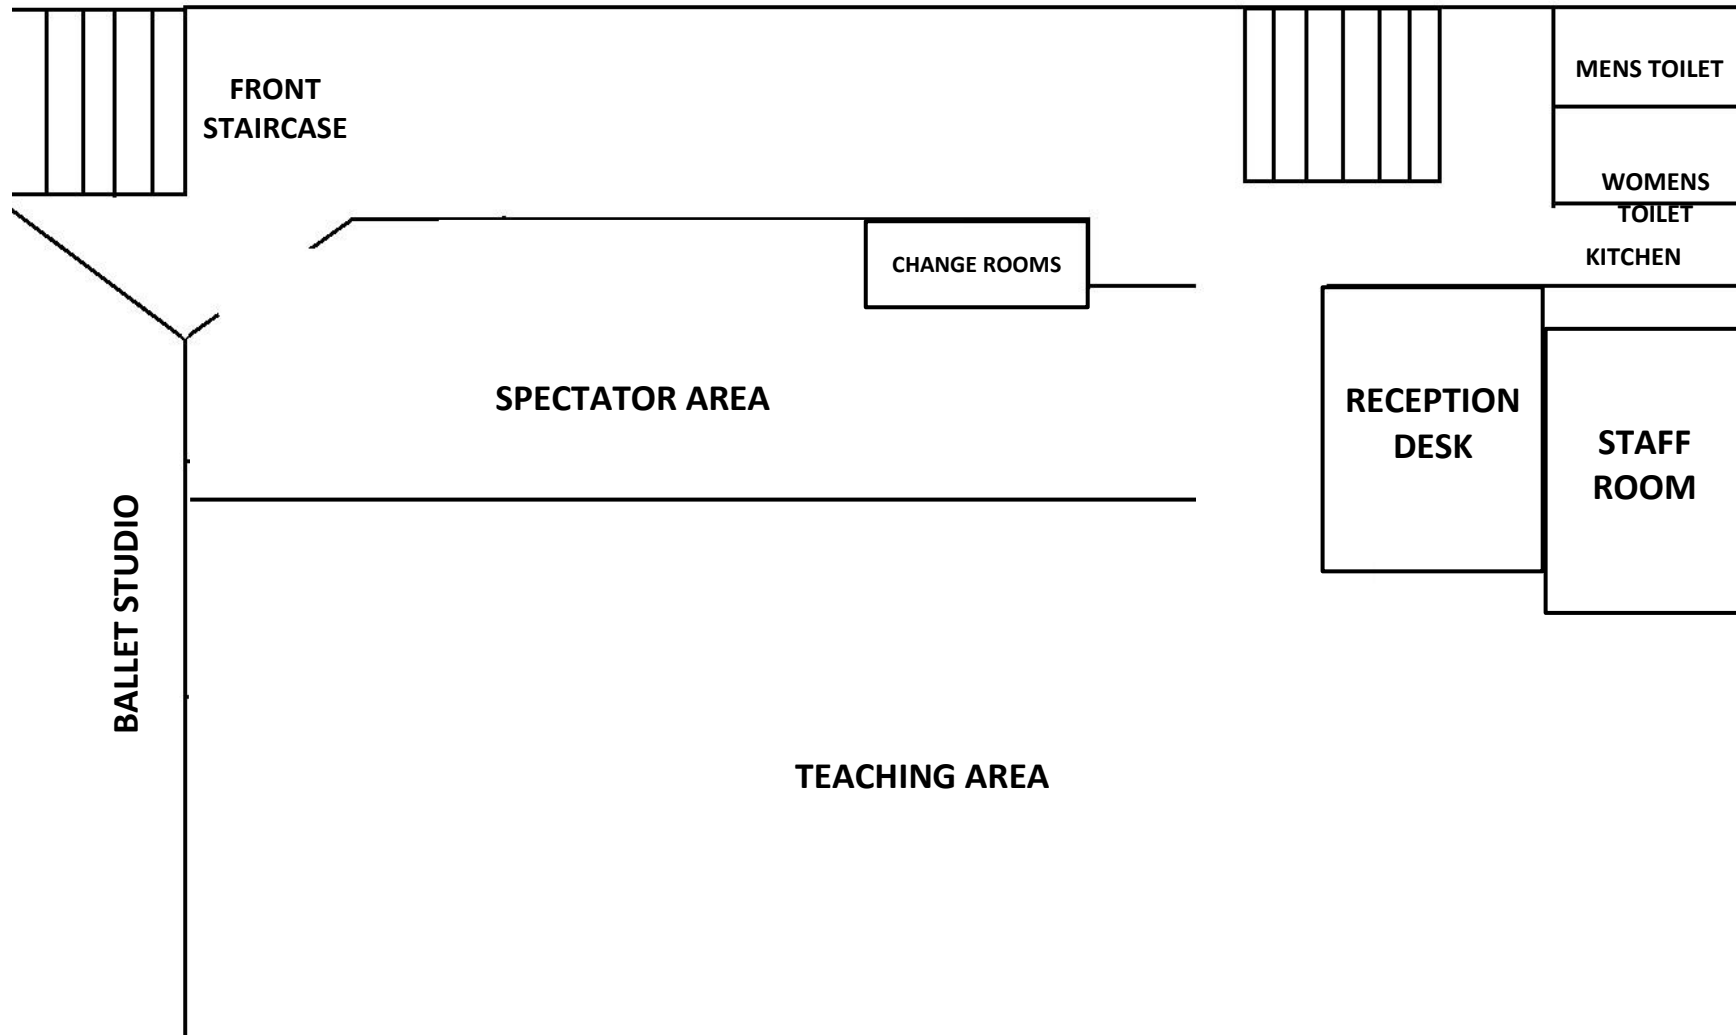 FRONT
STAIRCASE
MENS TOILET
WOMENS
TOILET
KITCHEN
CHANGE ROOMS
SPECTATOR AREA
RECEPTION
DESK
STAFF
ROOM
BALLET STUDIO
TEACHING AREA